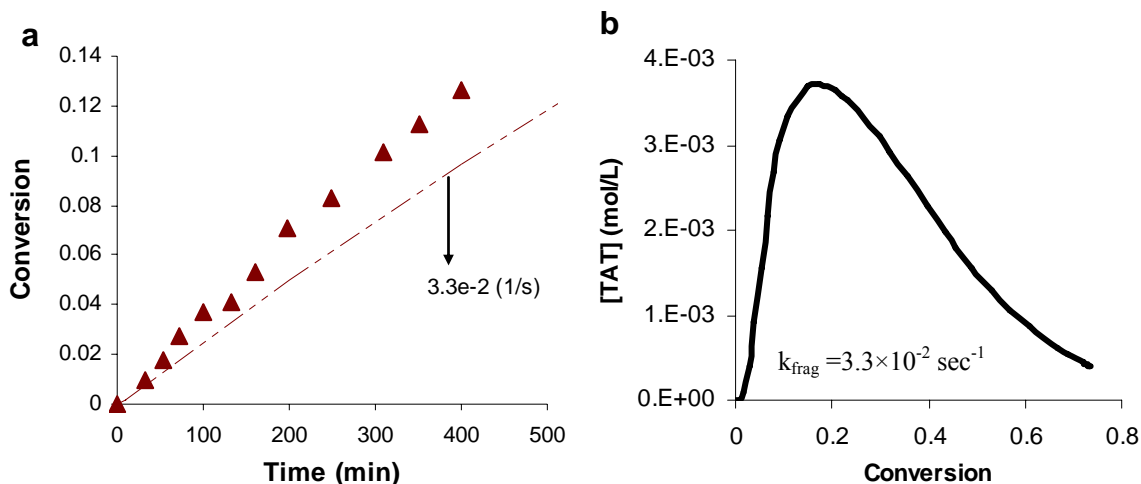 a
0.14
0.12
0.1
0.08
0.06
0.04
0.02
0
Conversion
3.3e-2 (1/s)
0 100 200 300 400 500
Time (min)
b
4.E-03
3.E-03
2.E-03
1.E-03
0.E+00
[TAT] (mol/L)
k_frag =3.3×10⁻² sec⁻¹
0 0.2 0.4 0.6 0.8
Conversion